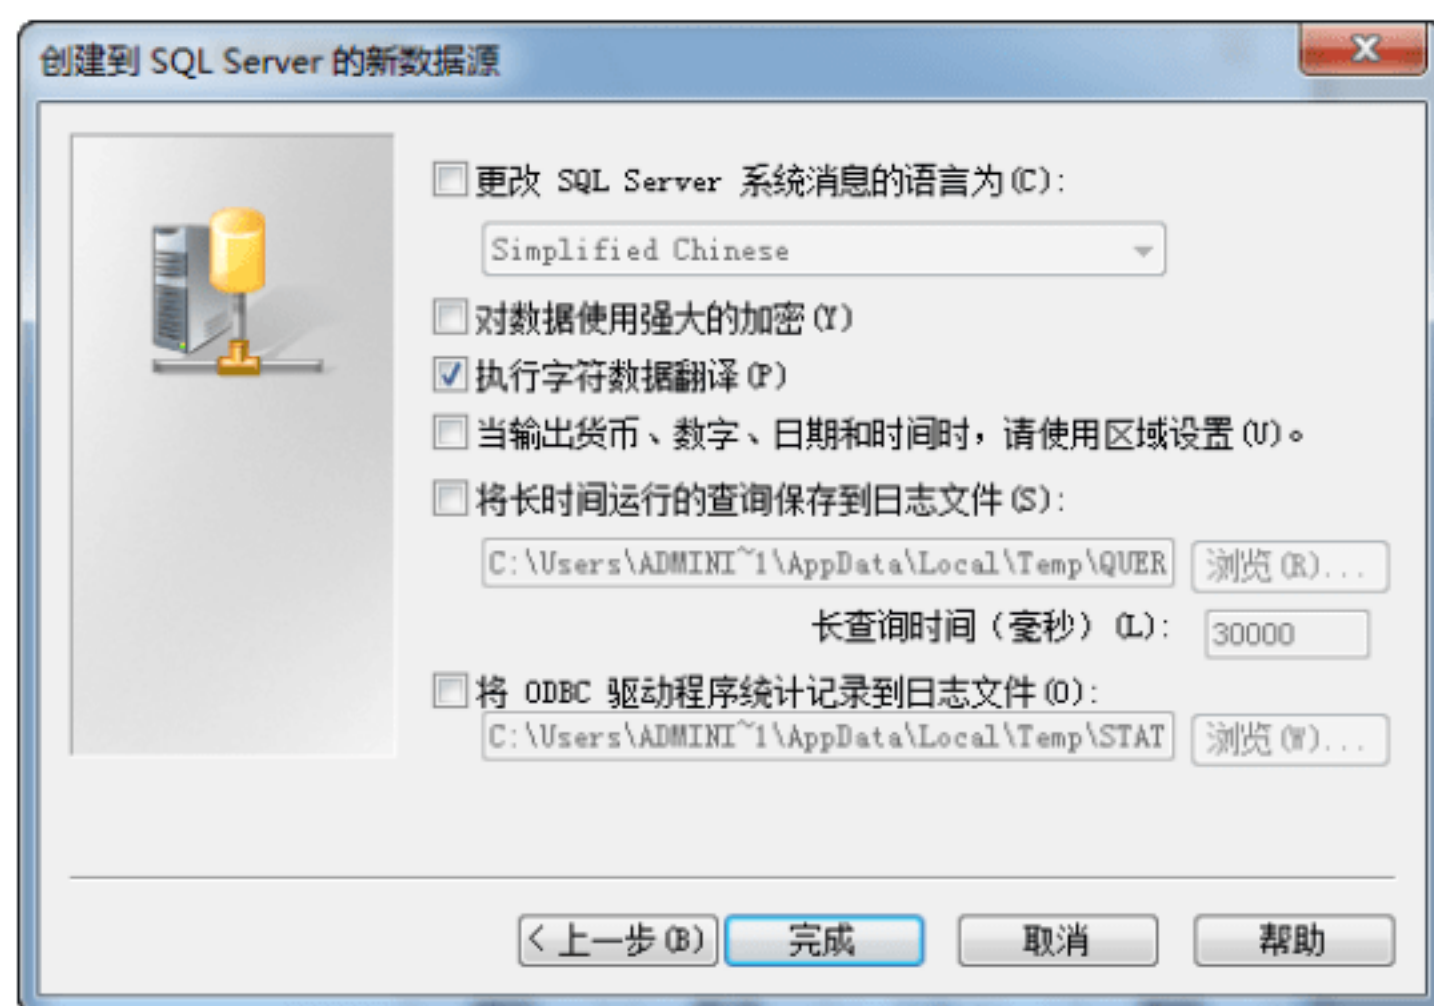 创建到 SQL Server 的新数据源
更改 SQL Server 系统消息的语言为(C):
Simplified Chinese
对数据使用强大的加密(Y)
执行字符数据翻译(P)
当输出货币、数字、日期和时间时，请使用区域设置(U)。
将长时间运行的查询保存到日志文件(S):
C:\Users\ADMINI~1\AppData\Local\Temp\QUER 浏览(R)...
长查询时间（毫秒）(L): 30000
将 ODBC 驱动程序统计记录到日志文件(O):
C:\Users\ADMINI~1\AppData\Local\Temp\STAT 浏览(W)...
< 上一步(B) 完成 取消 帮助